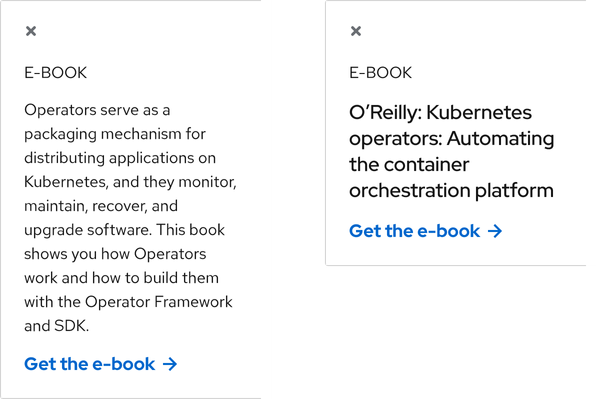 E-BOOK
Operators serve as a
packaging mechanism for
distributing applications on
Kubernetes, and they monitor,
maintain, recover, and
upgrade software. This book
shows you how Operators
work and how to build them
with the Operator Framework
and SDK.
Get the e-book →
E-BOOK
O’Reilly: Kubernetes
operators: Automating
the container
orchestration platform
Get the e-book →